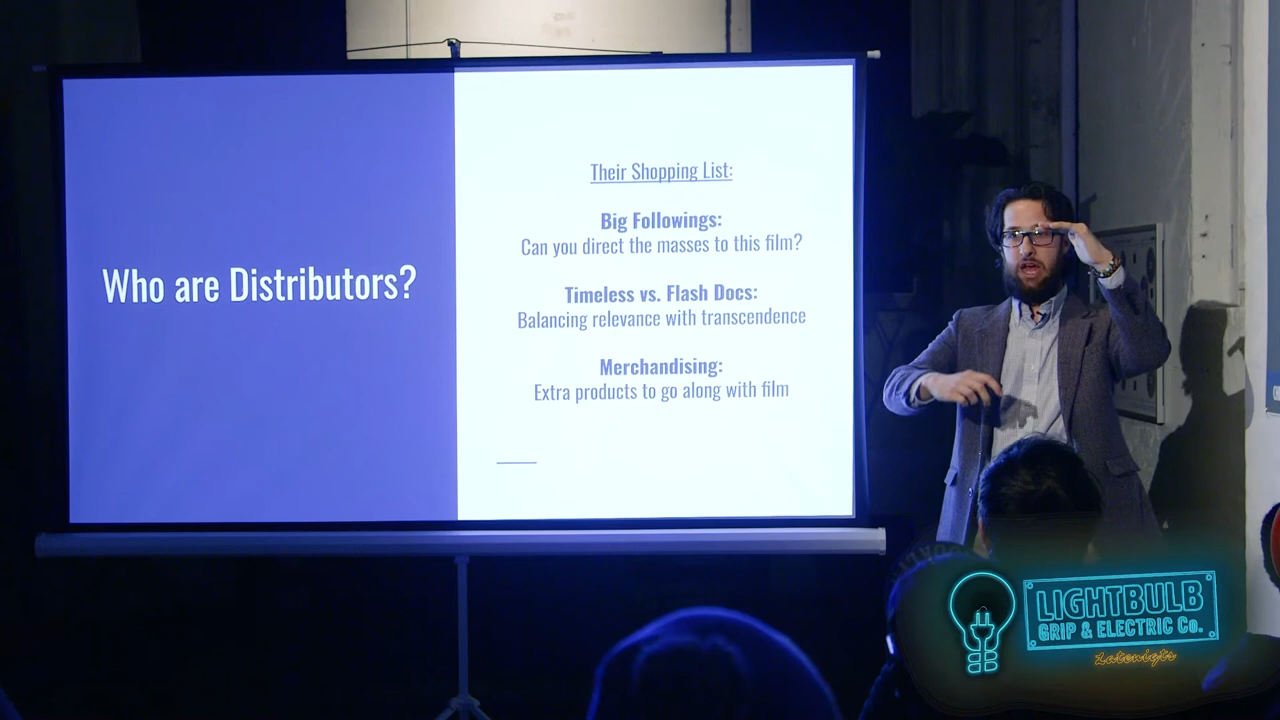 Who are Distributors?
Their Shopping List:
Big Followings:
Can you direct the masses to this film?
Timeless vs. Flash Docs:
Balancing relevance with transcendence
Merchandising:
Extra products to go along with film
LIGHTBULB
GRIP & ELECTRIC Co.
Latenigts